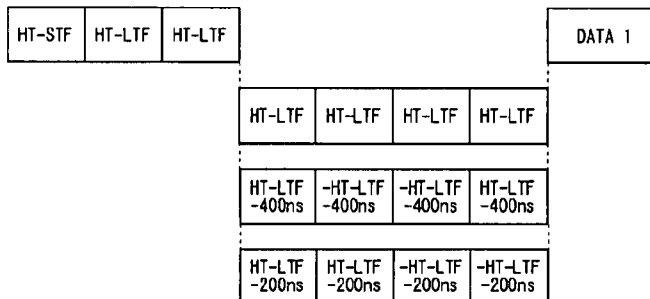 HT-STF HT-LTF HT-LTF DATA 1
HT-LTF HT-LTF HT-LTF HT-LTF
HT-LTF -HT-LTF -HT-LTF HT-LTF
-400ns -400ns -400ns -400ns
HT-LTF HT-LTF -HT-LTF -HT-LTF
-200ns -200ns -200ns -200ns